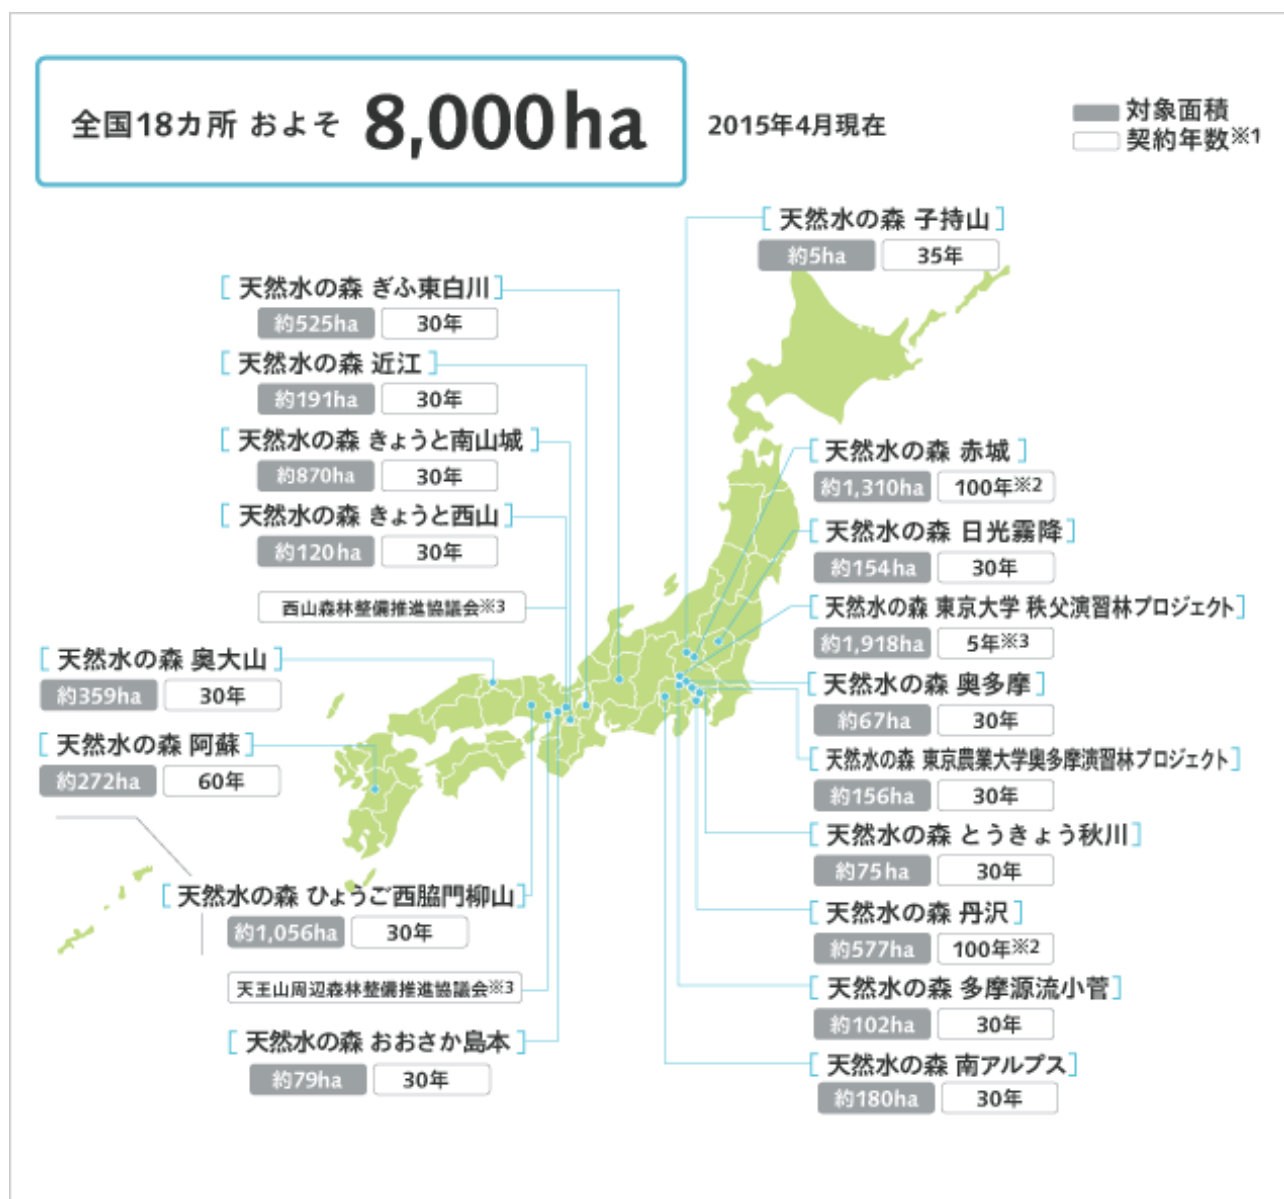 全国18カ所 およそ 8,000ha
2015年4月現在
対象面積
契約年数※1
[天然水の森 子持山]
約5ha 35年
[天然水の森 ぎふ東白川]
約525ha 30年
[天然水の森 近江]
約191ha 30年
[天然水の森 きょうと南山城]
約870ha 30年
[天然水の森 きょうと西山]
約120ha 30年
西山森林整備推進協議会※3
[天然水の森 奥大山]
約359ha 30年
[天然水の森 阿蘇]
約272ha 60年
[天然水の森 ひょうご西脇門柳山]
約1,056ha 30年
天王山周辺森林整備推進協議会※3
[天然水の森 おおさか島本]
約79ha 30年
[天然水の森 赤城]
約1,310ha 100年※2
[天然水の森 日光霧降]
約154ha 30年
[天然水の森 東京大学 秩父演習林プロジェクト]
約1,918ha 5年※3
[天然水の森 奥多摩]
約67ha 30年
[天然水の森 東京農業大学奥多摩演習林プロジェクト]
約156ha 30年
[天然水の森 とうきょう秋川]
約75ha 30年
[天然水の森 丹沢]
約577ha 100年※2
[天然水の森 多摩源流小菅]
約102ha 30年
[天然水の森 南アルプス]
約180ha 30年